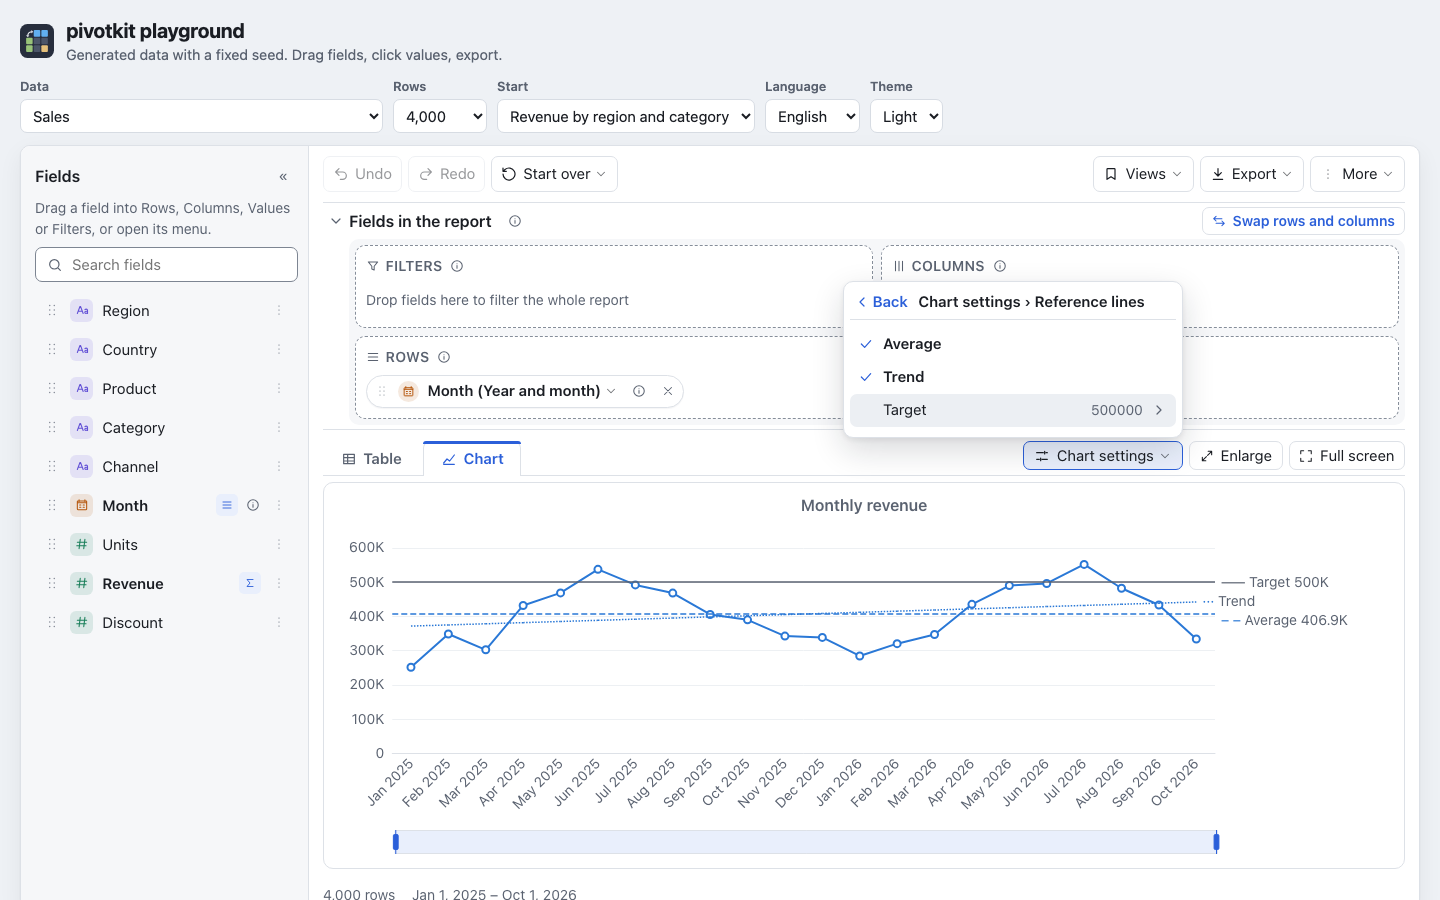 pivotkit playground
Generated data with a fixed seed. Drag fields, click values, export.
Data
Rows
Start
Language
Theme
Sales
4,000
Revenue by region and category
English
Light
Fields
«
Drag a field into Rows, Columns, Values
or Filters, or open its menu.
Search fields
Aa Region
Aa Country
Aa Product
Aa Category
Aa Channel
Month
# Units
# Revenue Σ
# Discount
Undo
Redo
Start over
Views
Export
More
Fields in the report
Swap rows and columns
FILTERS
Drop fields here to filter the whole report
COLUMNS
ROWS
Month (Year and month)
Back
Chart settings › Reference lines
Average
Trend
Target 500000
Table
Chart
Chart settings
Enlarge
Full screen
Monthly revenue
600K
500K
400K
300K
200K
100K
0
Target 500K
Trend
Average 406.9K
Jan 2025
Feb 2025
Mar 2025
Apr 2025
May 2025
Jun 2025
Jul 2025
Aug 2025
Sep 2025
Oct 2025
Nov 2025
Dec 2025
Jan 2026
Feb 2026
Mar 2026
Apr 2026
May 2026
Jun 2026
Jul 2026
Aug 2026
Sep 2026
Oct 2026
4,000 rows
Jan 1, 2025 – Oct 1, 2026